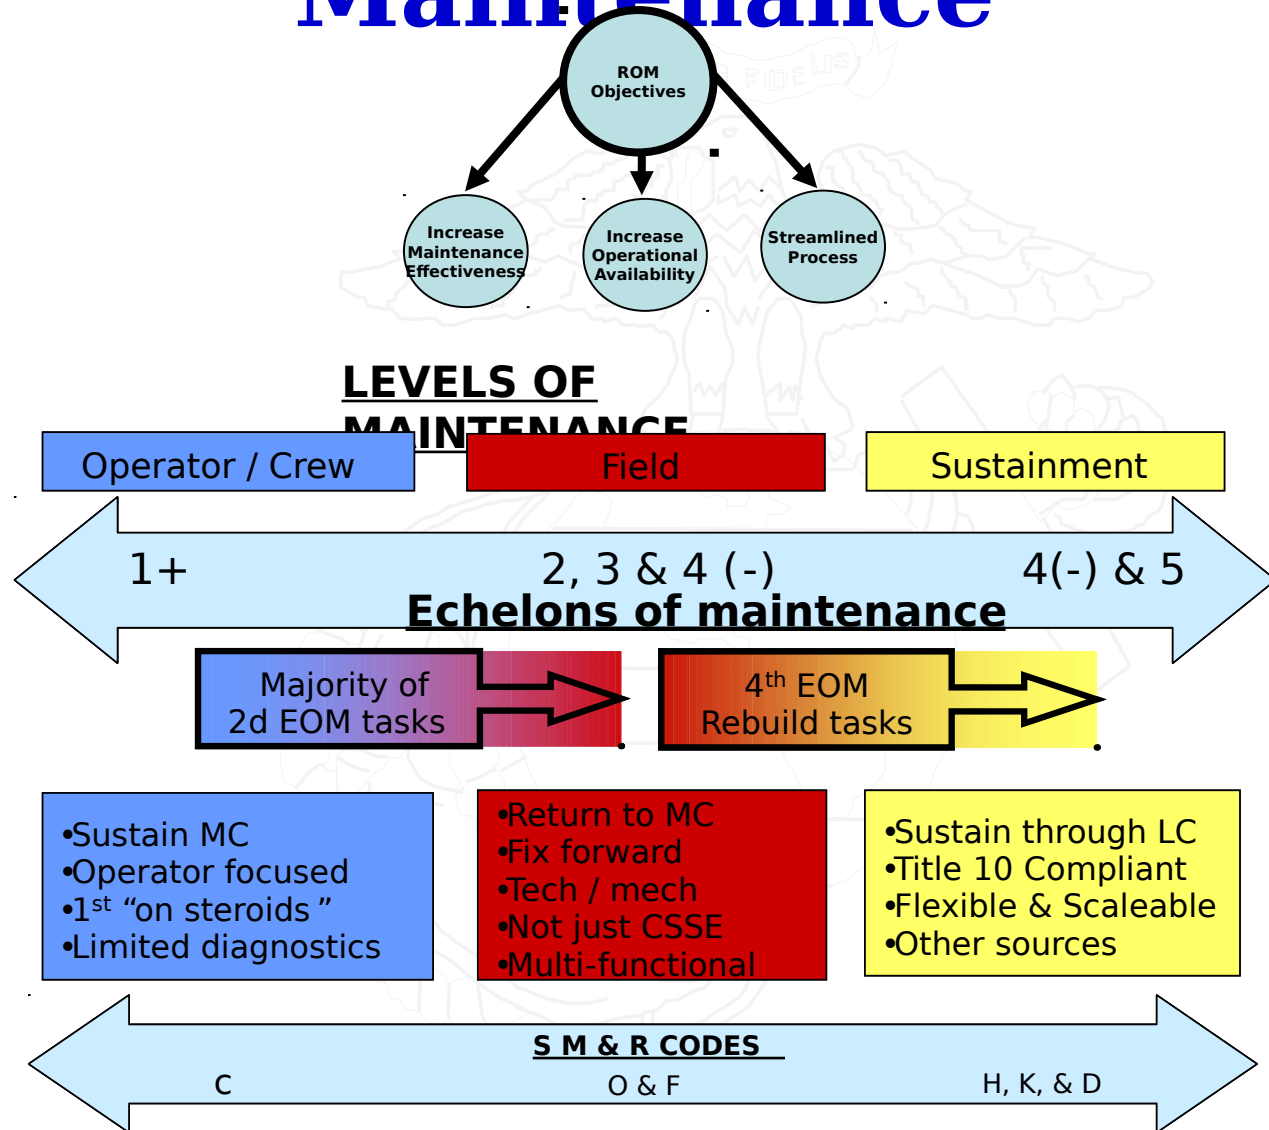 Maintenance
ROM
Objectives
Increase
Maintenance
Effectiveness
Increase
Operational
Availability
Streamlined
Process
LEVELS OF
MAINTENANCE
Operator / Crew
Field
Sustainment
1+
2, 3 & 4 (-)
4(-) & 5
Echelons of maintenance
Majority of
2d EOM tasks
4th EOM
Rebuild tasks
•Sustain MC
•Operator focused
•1st “on steroids ”
•Limited diagnostics
•Return to MC
•Fix forward
•Tech / mech
•Not just CSSE
•Multi-functional
•Sustain through LC
•Title 10 Compliant
•Flexible & Scaleable
•Other sources
S M & R CODES
C
O & F
H, K, & D
FIDELIS